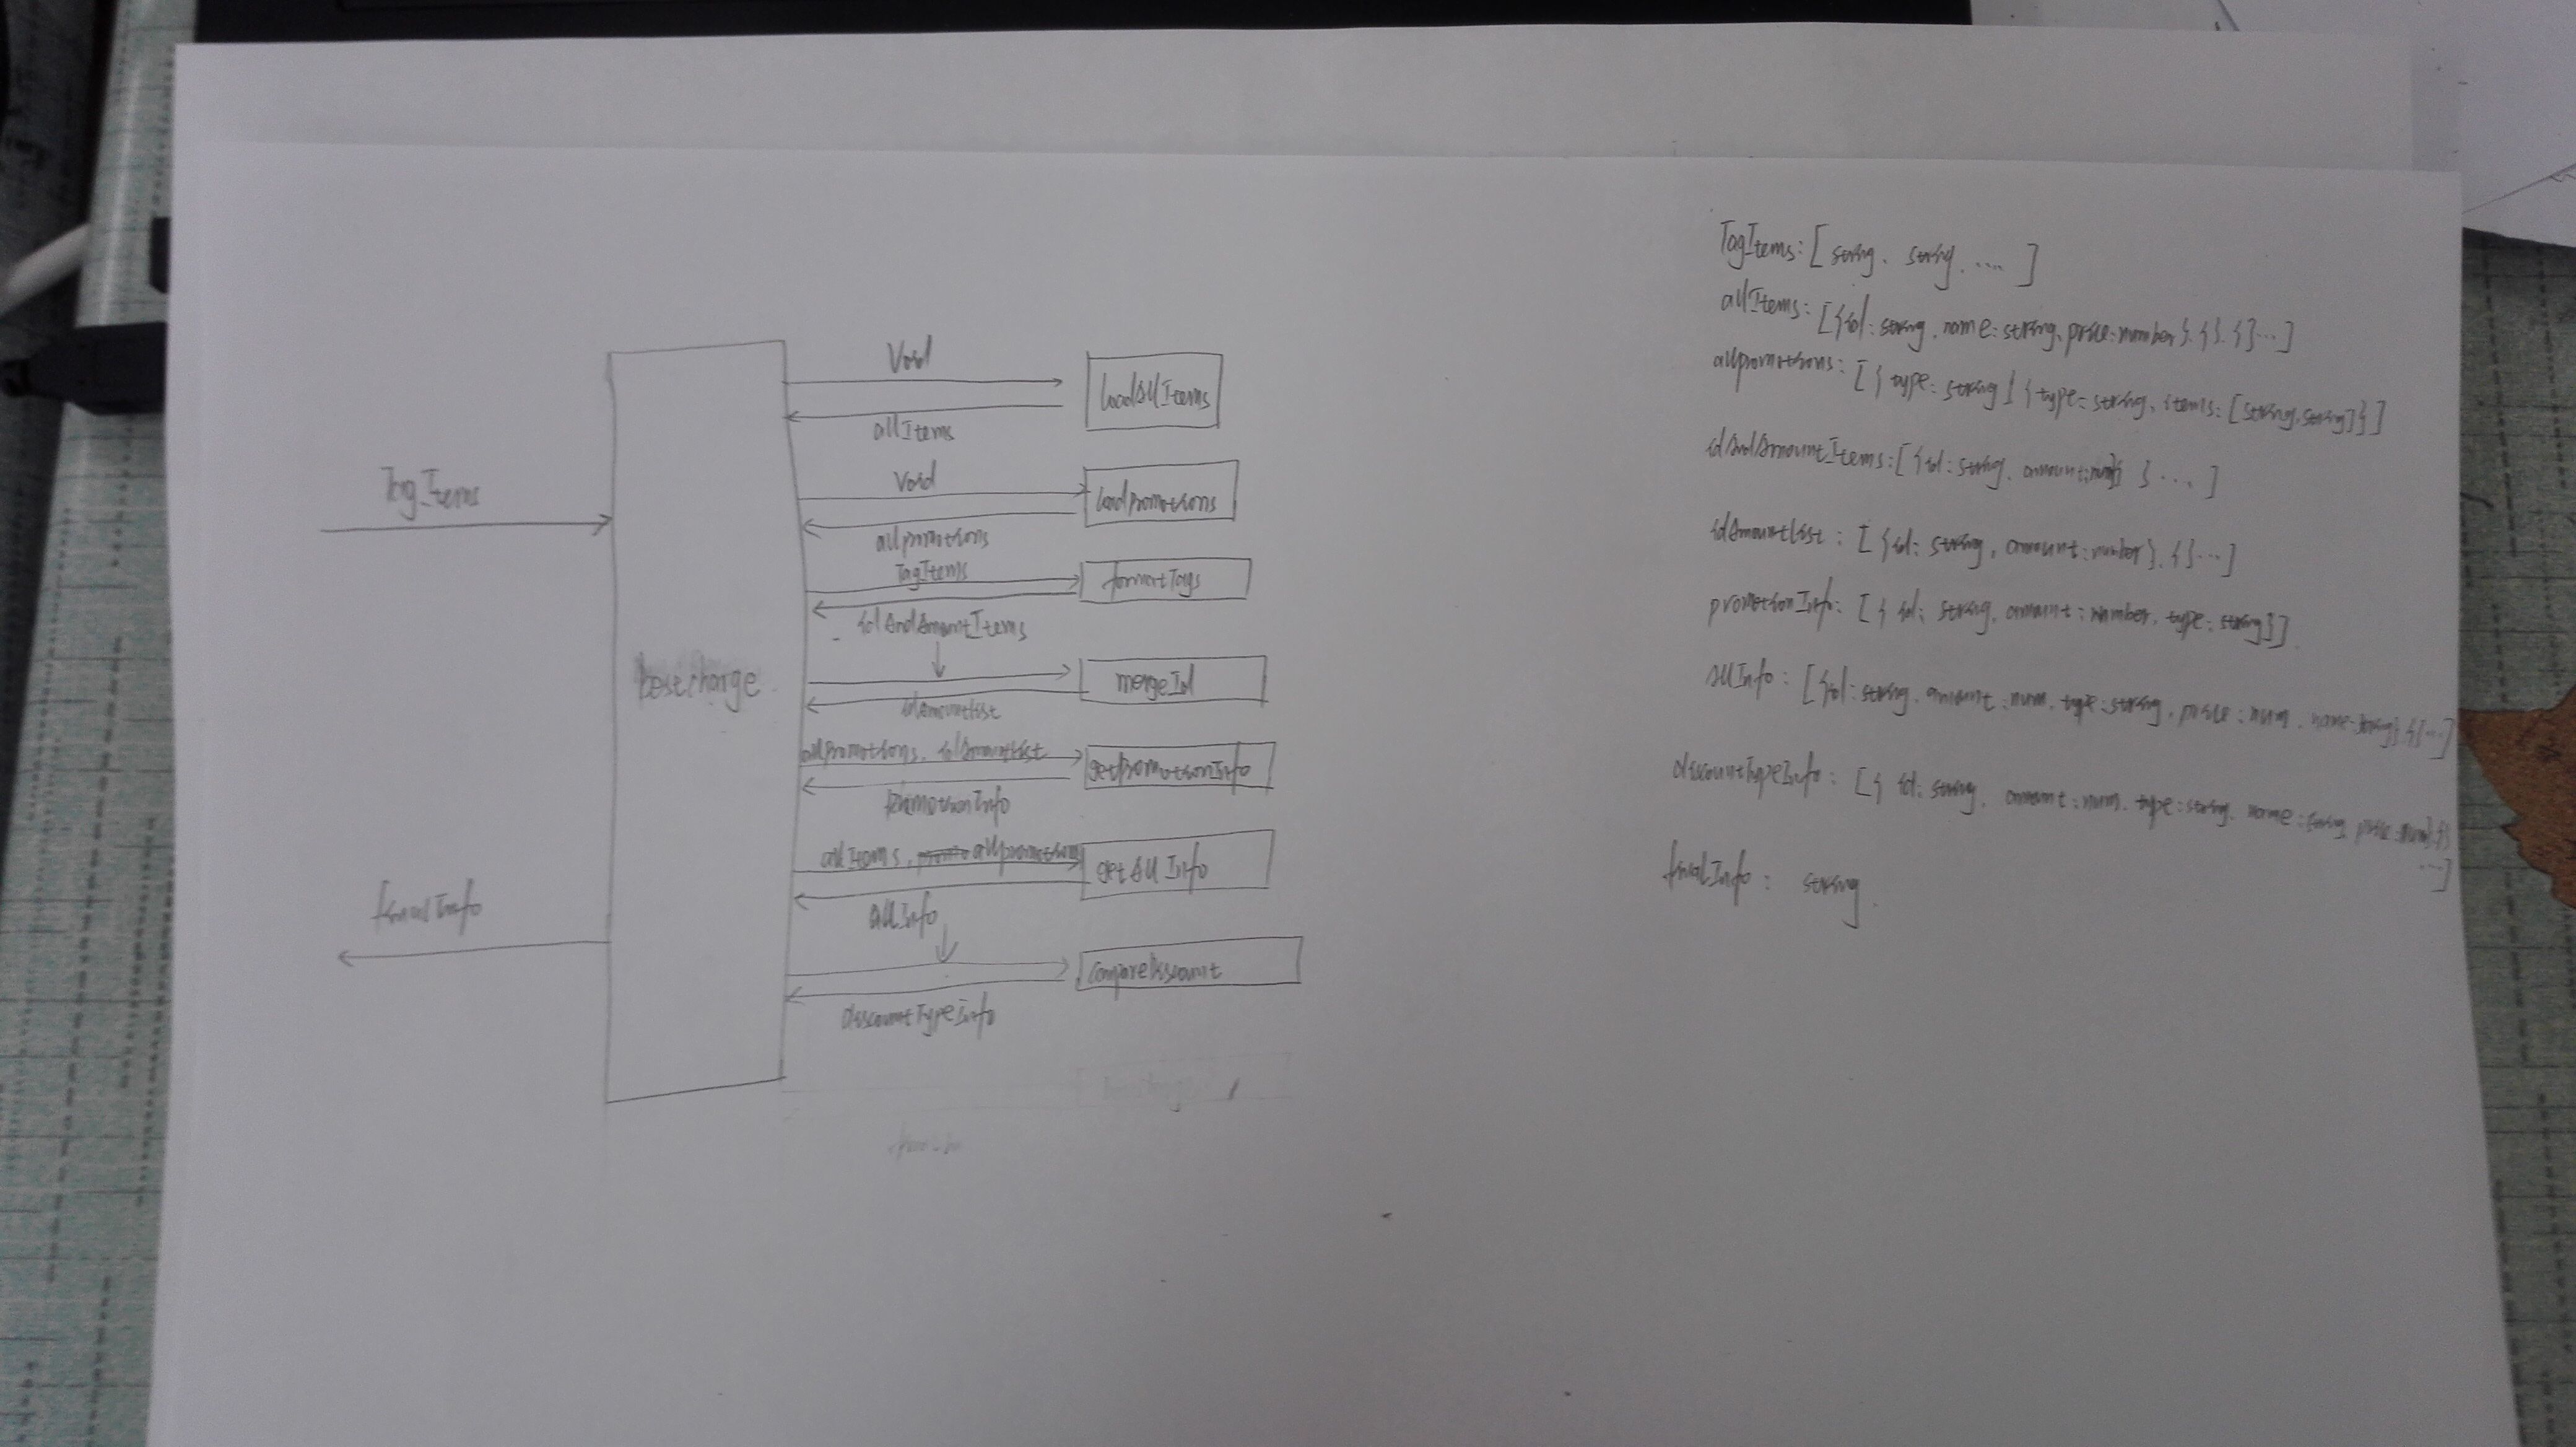 TagItems
finalInfo
bestcharge
Void
loadAllItems
allItems
Void
loadPromotions
allpromotions
TagItems
formatTags
idAndAmountItems
mergeId
idAmountlist
allPromotions, idAmountlist
getPromotionInfo
promotionInfo
allItems, promo allpromotions
getAllInfo
allInfo
compareDiscount
discountTypeInfo
TagItems: [ string, string, .... ]
allItems: [{id: string, name: string, price: number}, {}, {}...]
allpromotions: [ { type: string } { type: string, items: [string, string]} ]
idAndAmountItems: [ {id: string, amount: num} } .... ]
idAmountlist : [ {id: string, amount: number}, {}...]
promotionInfo: [ { id: string, amount: number, type: string}]
allInfo : [{id: string, amount: num, type: string, price: num, name: string} {}...]
discountTypeInfo : [{ id: string, amount: num, type: string, name: string, price: num} {}
...]
finalInfo : string.